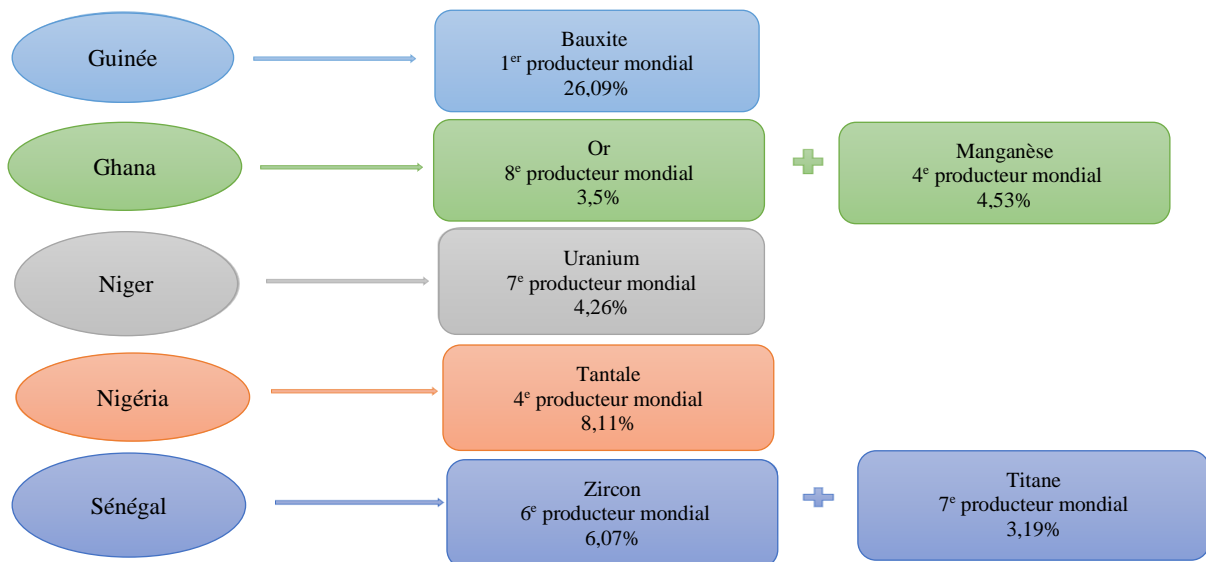 Guinée
Bauxite
1er producteur mondial
26,09%
Ghana
Or
8e producteur mondial
3,5%
Manganèse
4e producteur mondial
4,53%
Niger
Uranium
7e producteur mondial
4,26%
Nigéria
Tantale
4e producteur mondial
8,11%
Sénégal
Zircon
6e producteur mondial
6,07%
Titane
7e producteur mondial
3,19%